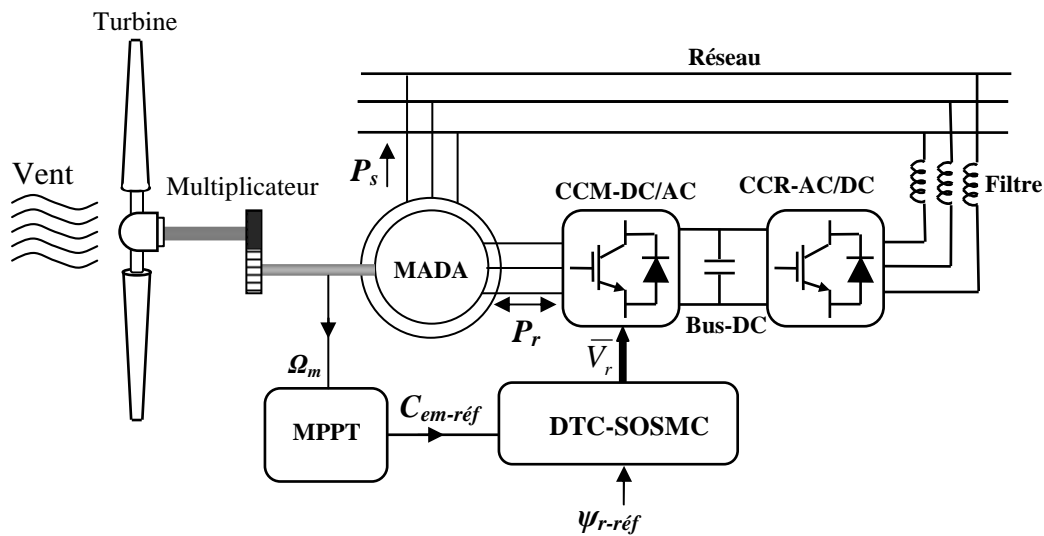 Turbine
Réseau
Vent
Multiplicateur
P_s
CCM-DC/AC
CCR-AC/DC
Filtre
MADA
P_r
Bus-DC
Ω_m
V̅_r
MPPT
C_em-réf
DTC-SOSMC
ψ_r-réf